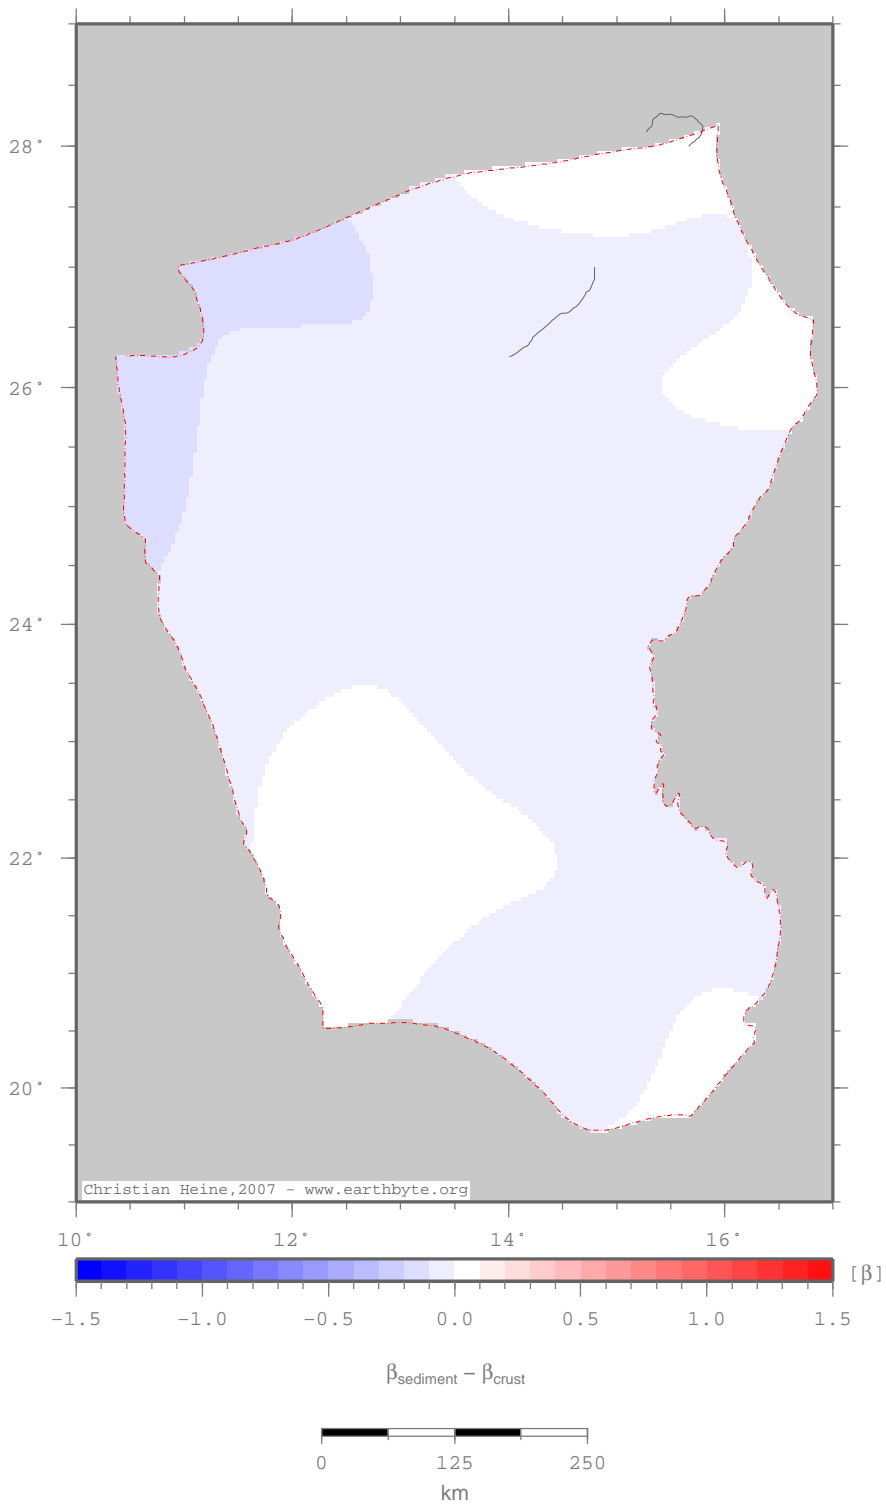 28°
26°
24°
22°
20°
Christian Heine,2007 - www.earthbyte.org
10° 12° 14° 16°
[β]
-1.5 -1.0 -0.5 0.0 0.5 1.0 1.5
βsediment - βcrust
0 125 250
km